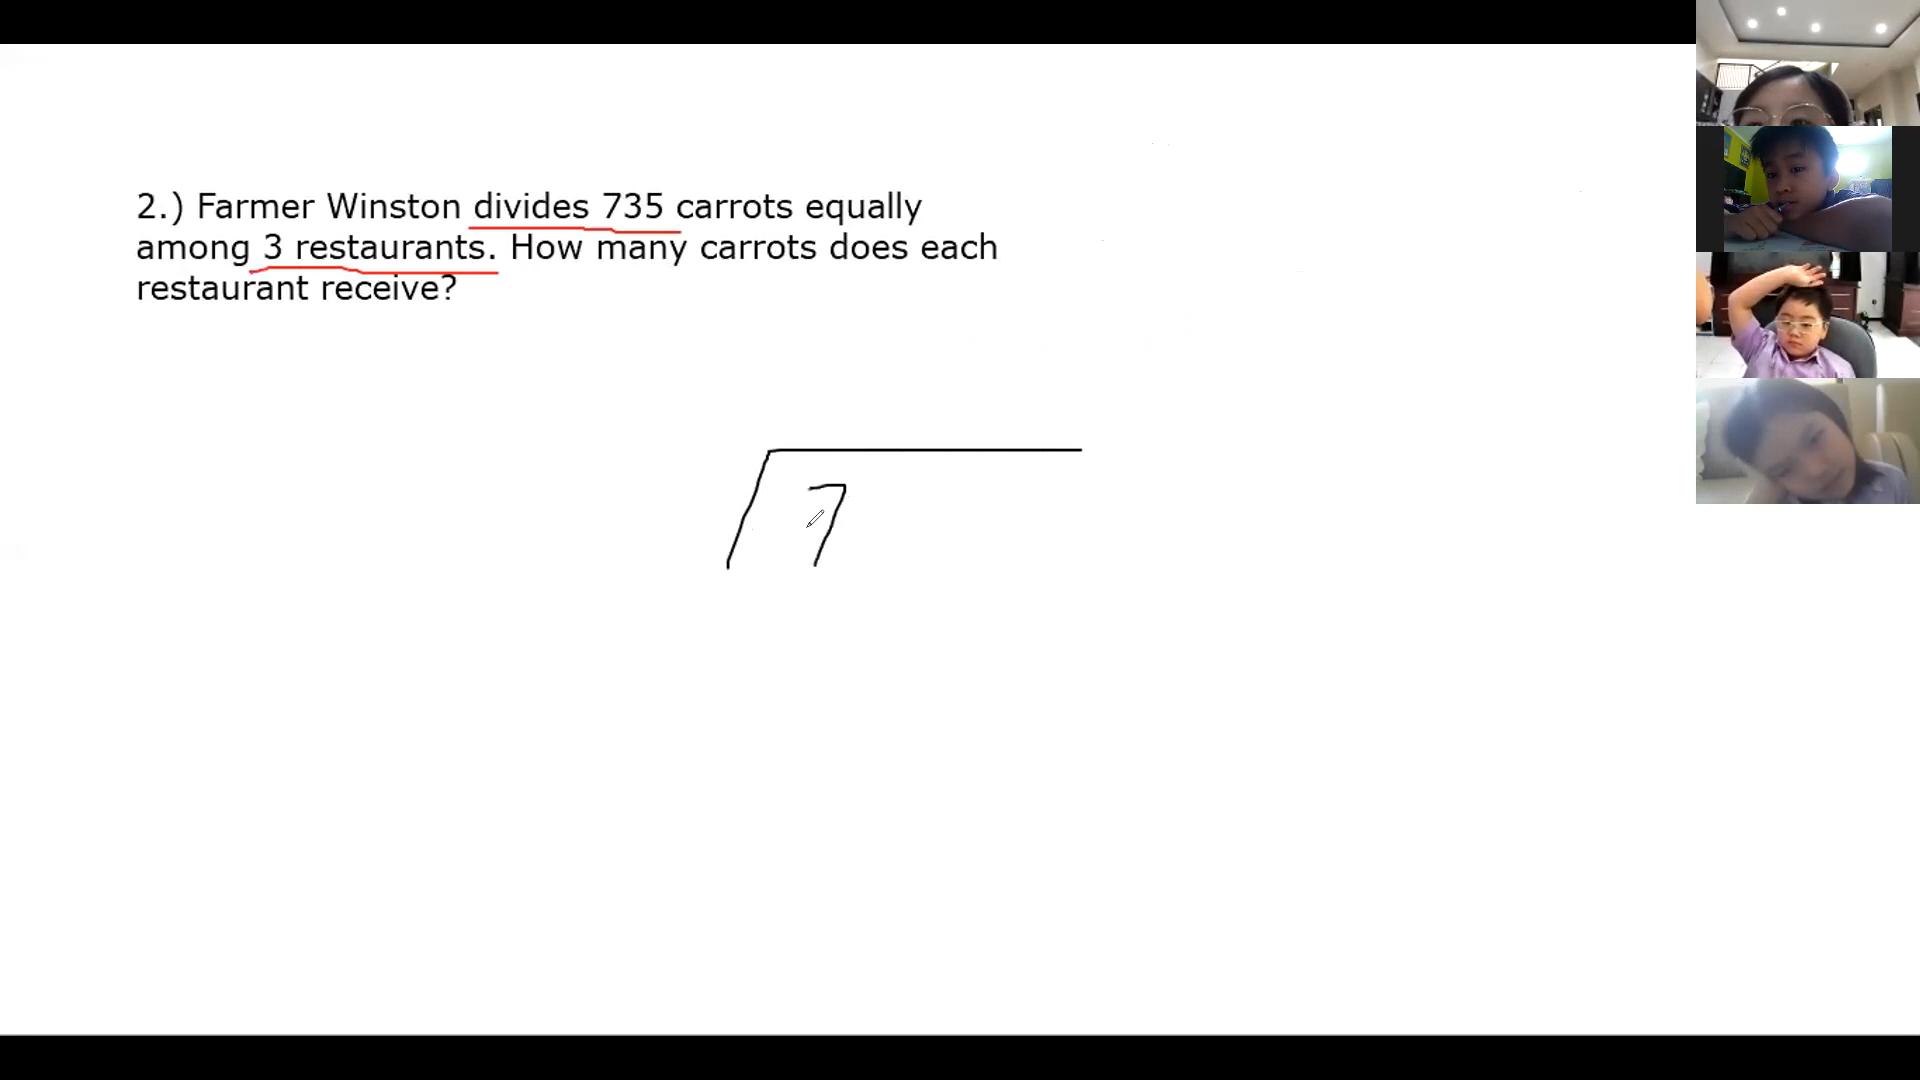 2.) Farmer Winston divides 735 carrots equally
among 3 restaurants. How many carrots does each
restaurant receive?
7